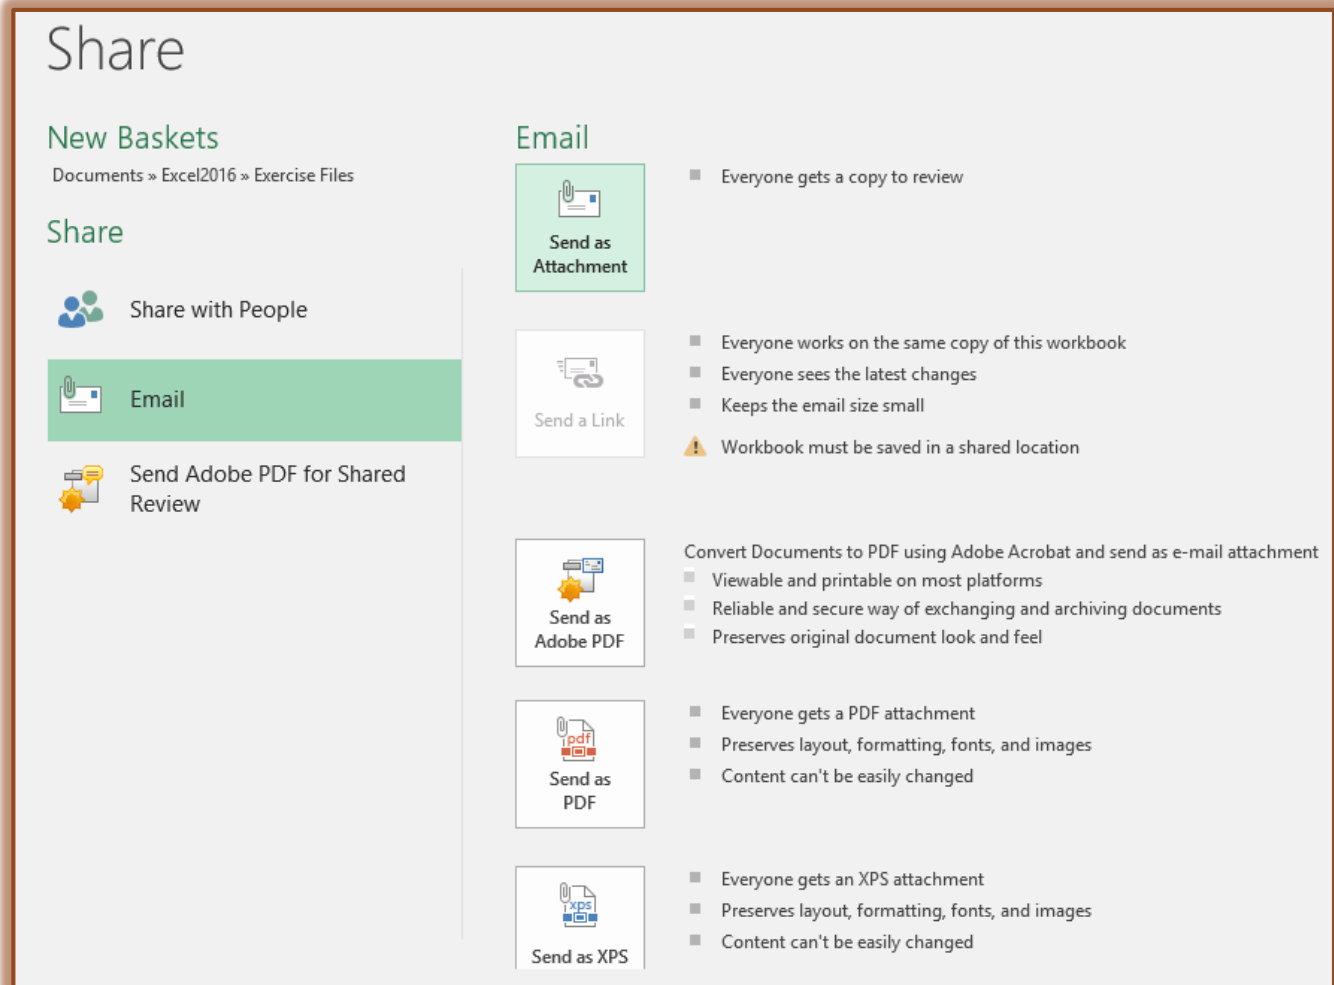 Share
New Baskets
Documents » Excel2016 » Exercise Files
Share
Share with People
Email
Send Adobe PDF for Shared
Review
Email
Send as
Attachment
Everyone gets a copy to review
Send a Link
Everyone works on the same copy of this workbook
Everyone sees the latest changes
Keeps the email size small
Workbook must be saved in a shared location
Send as
Adobe PDF
Convert Documents to PDF using Adobe Acrobat and send as e-mail attachment
Viewable and printable on most platforms
Reliable and secure way of exchanging and archiving documents
Preserves original document look and feel
pdf
Send as
PDF
Everyone gets a PDF attachment
Preserves layout, formatting, fonts, and images
Content can't be easily changed
xps
Send as XPS
Everyone gets an XPS attachment
Preserves layout, formatting, fonts, and images
Content can't be easily changed